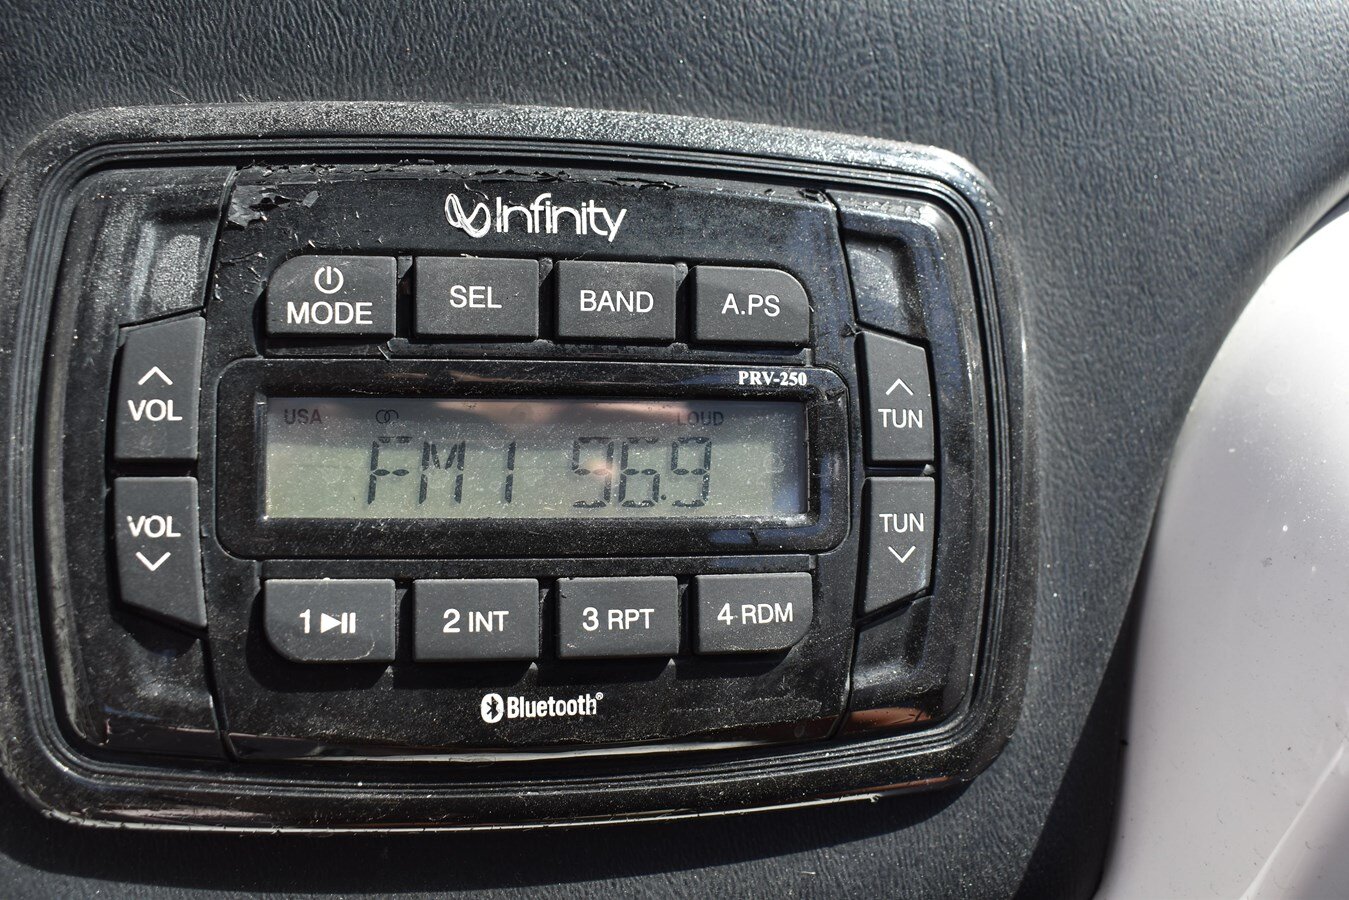 Infinity
MODE
SEL
BAND
A.PS
PRV-250
VOL
TUN
USA
LOUD
FM1 96.9
VOL
TUN
1
2 INT
3 RPT
4 RDM
Bluetooth®